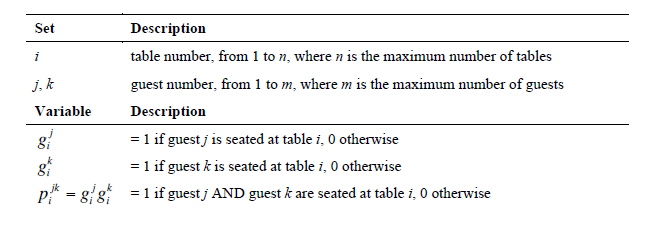 Set Description
i table number, from 1 to n, where n is the maximum number of tables
j, k guest number, from 1 to m, where m is the maximum number of guests
Variable Description
g_i^j = 1 if guest j is seated at table i, 0 otherwise
g_i^k = 1 if guest k is seated at table i, 0 otherwise
p_i^{jk} = g_i^j g_i^k = 1 if guest j AND guest k are seated at table i, 0 otherwise